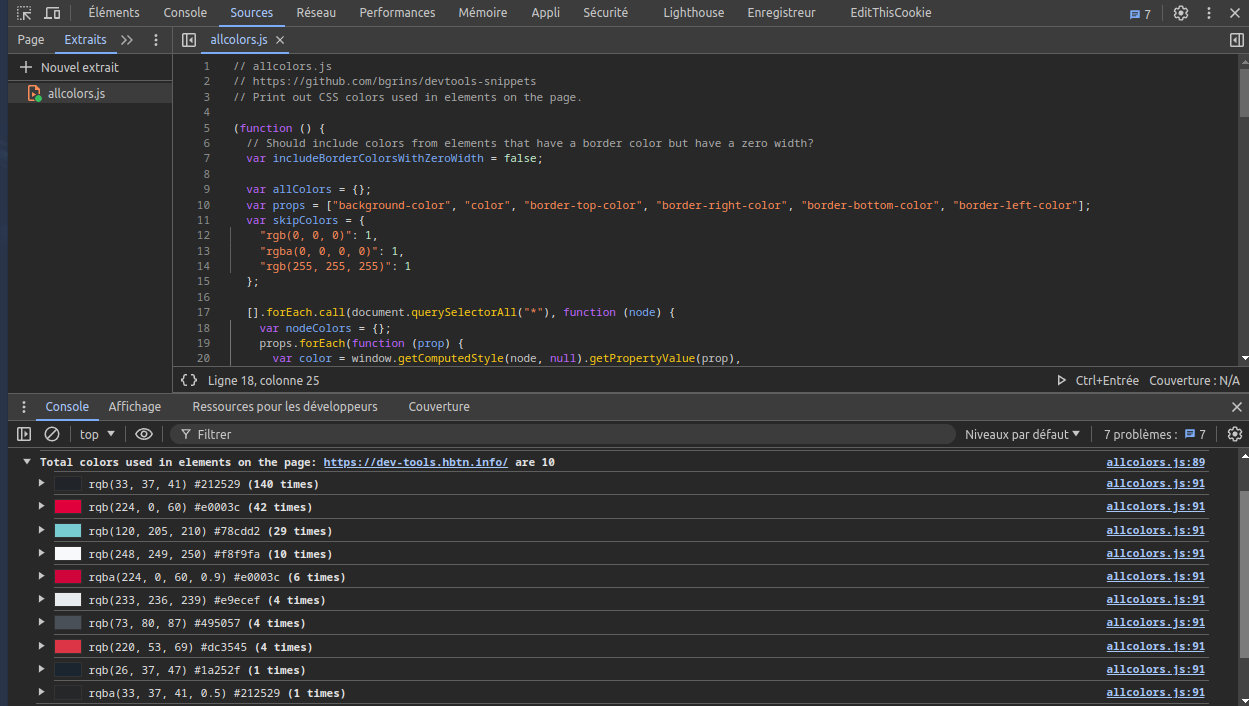 Éléments Console Sources Réseau Performances Mémoire Appli Sécurité Lighthouse Enregistreur EditThisCookie 7
Page Extraits allcolors.js
Nouvel extrait
allcolors.js
1 // allcolors.js
2 // https://github.com/bgrins/devtools-snippets
3 // Print out CSS colors used in elements on the page.
4
5 (function () {
6 // Should include colors from elements that have a border color but have a zero width?
7 var includeBorderColorsWithZeroWidth = false;
8
9 var allColors = {};
10 var props = ["background-color", "color", "border-top-color", "border-right-color", "border-bottom-color", "border-left-color"];
11 var skipColors = {
12 "rgb(0, 0, 0)": 1,
13 "rgba(0, 0, 0, 0)": 1,
14 "rgb(255, 255, 255)": 1
15 };
16
17 [].forEach.call(document.querySelectorAll("*"), function (node) {
18 var nodeColors = {};
19 props.forEach(function (prop) {
20 var color = window.getComputedStyle(node, null).getPropertyValue(prop),
{} Ligne 18, colonne 25 Ctrl+Entrée Couverture : N/A
Console Affichage Ressources pour les développeurs Couverture
top Filtrer Niveaux par défaut 7 problèmes : 7
Total colors used in elements on the page: https://dev-tools.hbtn.info/ are 10 allcolors.js:89
rgb(33, 37, 41) #212529 (140 times) allcolors.js:91
rgb(224, 0, 60) #e0003c (42 times) allcolors.js:91
rgb(120, 205, 210) #78cdd2 (29 times) allcolors.js:91
rgb(248, 249, 250) #f8f9fa (10 times) allcolors.js:91
rgba(224, 0, 60, 0.9) #e0003c (6 times) allcolors.js:91
rgb(233, 236, 239) #e9ecef (4 times) allcolors.js:91
rgb(73, 80, 87) #495057 (4 times) allcolors.js:91
rgb(220, 53, 69) #dc3545 (4 times) allcolors.js:91
rgb(26, 37, 47) #1a252f (1 times) allcolors.js:91
rgba(33, 37, 41, 0.5) #212529 (1 times) allcolors.js:91